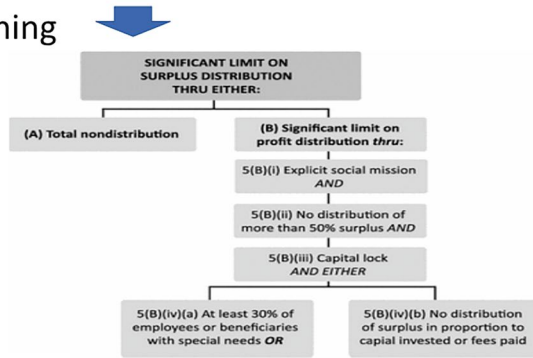 ning
SIGNIFICANT LIMIT ON
SURPLUS DISTRIBUTION
THRU EITHER:
(A) Total nondistribution
(B) Significant limit on
profit distribution thru:
5(B)(i) Explicit social mission
AND
5(B)(ii) No distribution of
more than 50% surplus AND
5(B)(iii) Capital lock
AND EITHER
5(B)(iv)(a) At least 30% of
employees or beneficiaries
with special needs OR
5(B)(iv)(b) No distribution
of surplus in proportion to
capial invested or fees paid